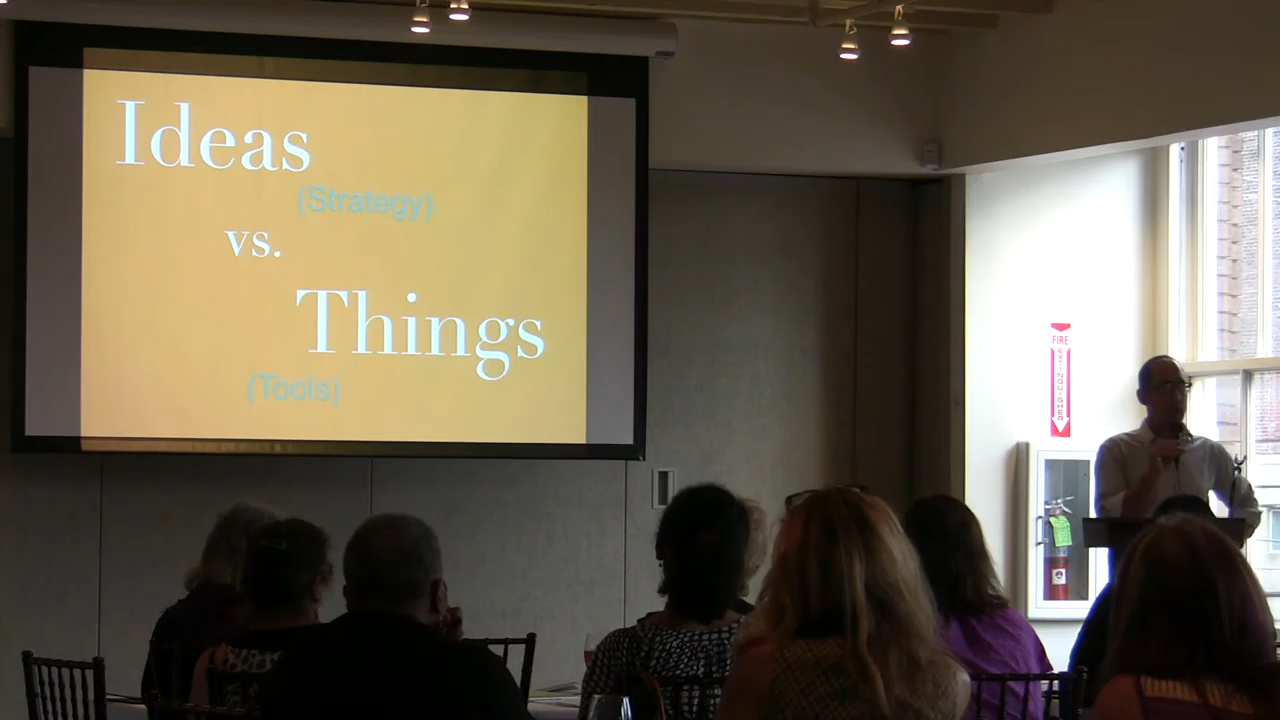 Ideas
(Strategy)
vs.
Things
(Tools)
FIRE
EXTINGUISHER